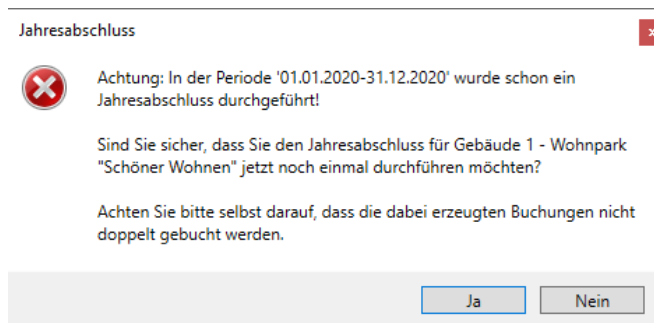 Jahresabschluss
Achtung: In der Periode '01.01.2020-31.12.2020' wurde schon ein
Jahresabschluss durchgeführt!
Sind Sie sicher, dass Sie den Jahresabschluss für Gebäude 1 - Wohnpark
"Schöner Wohnen" jetzt noch einmal durchführen möchten?
Achten Sie bitte selbst darauf, dass die dabei erzeugten Buchungen nicht
doppelt gebucht werden.
Ja
Nein